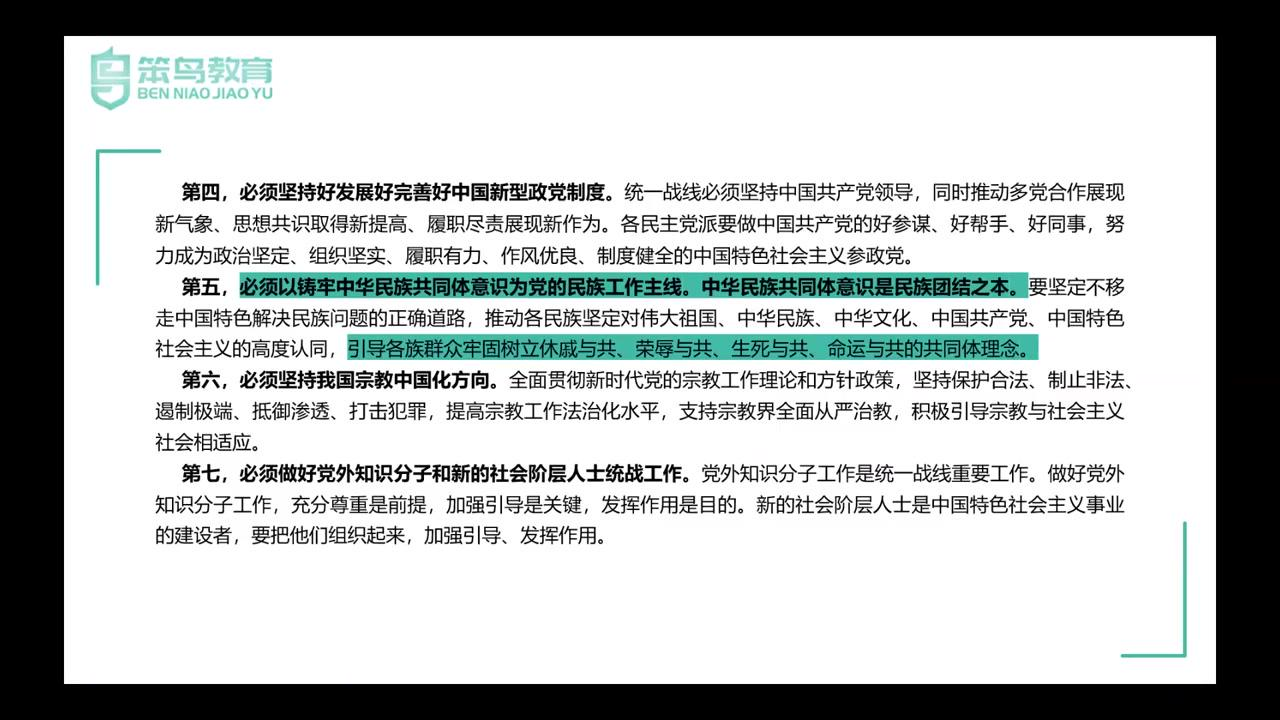 笨鸟教育
BEN NIAO JIAO YU
第四，必须坚持好发展好完善好中国新型政党制度。统一战线必须坚持中国共产党领导，同时推动多党合作展现
新气象、思想共识取得新提高、履职尽责展现新作为。各民主党派要做中国共产党的好参谋、好帮手、好同事，努
力成为政治坚定、组织坚实、履职有力、作风优良、制度健全的中国特色社会主义参政党。
第五，必须以铸牢中华民族共同体意识为党的民族工作主线。中华民族共同体意识是民族团结之本。要坚定不移
走中国特色解决民族问题的正确道路，推动各民族坚定对伟大祖国、中华民族、中华文化、中国共产党、中国特色
社会主义的高度认同，引导各族群众牢固树立休戚与共、荣辱与共、生死与共、命运与共的共同体理念。
第六，必须坚持我国宗教中国化方向。全面贯彻新时代党的宗教工作理论和方针政策，坚持保护合法、制止非法、
遏制极端、抵御渗透、打击犯罪，提高宗教工作法治化水平，支持宗教界全面从严治教，积极引导宗教与社会主义
社会相适应。
第七，必须做好党外知识分子和新的社会阶层人士统战工作。党外知识分子工作是统一战线重要工作。做好党外
知识分子工作，充分尊重是前提，加强引导是关键，发挥作用是目的。新的社会阶层人士是中国特色社会主义事业
的建设者，要把他们组织起来，加强引导、发挥作用。